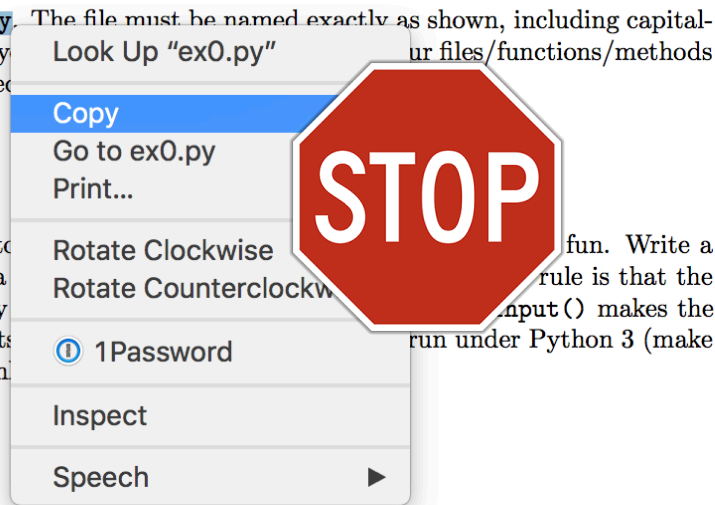 y. The file must be named exactly as shown, including capital-
Look Up “ex0.py”
ur files/functions/methods
Copy
Go to ex0.py
Print...
STOP
Rotate Clockwise
fun. Write a
rule is that the
Rotate Counterclockw
nput() makes the
run under Python 3 (make
1Password
Inspect
Speech